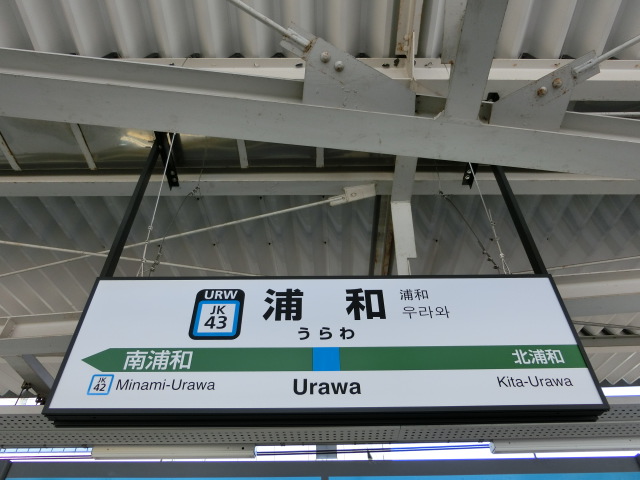 URW
JK
43
浦 和
浦和
우라와
うらわ
南浦和
北浦和
JK
42
Minami-Urawa
Urawa
Kita-Urawa